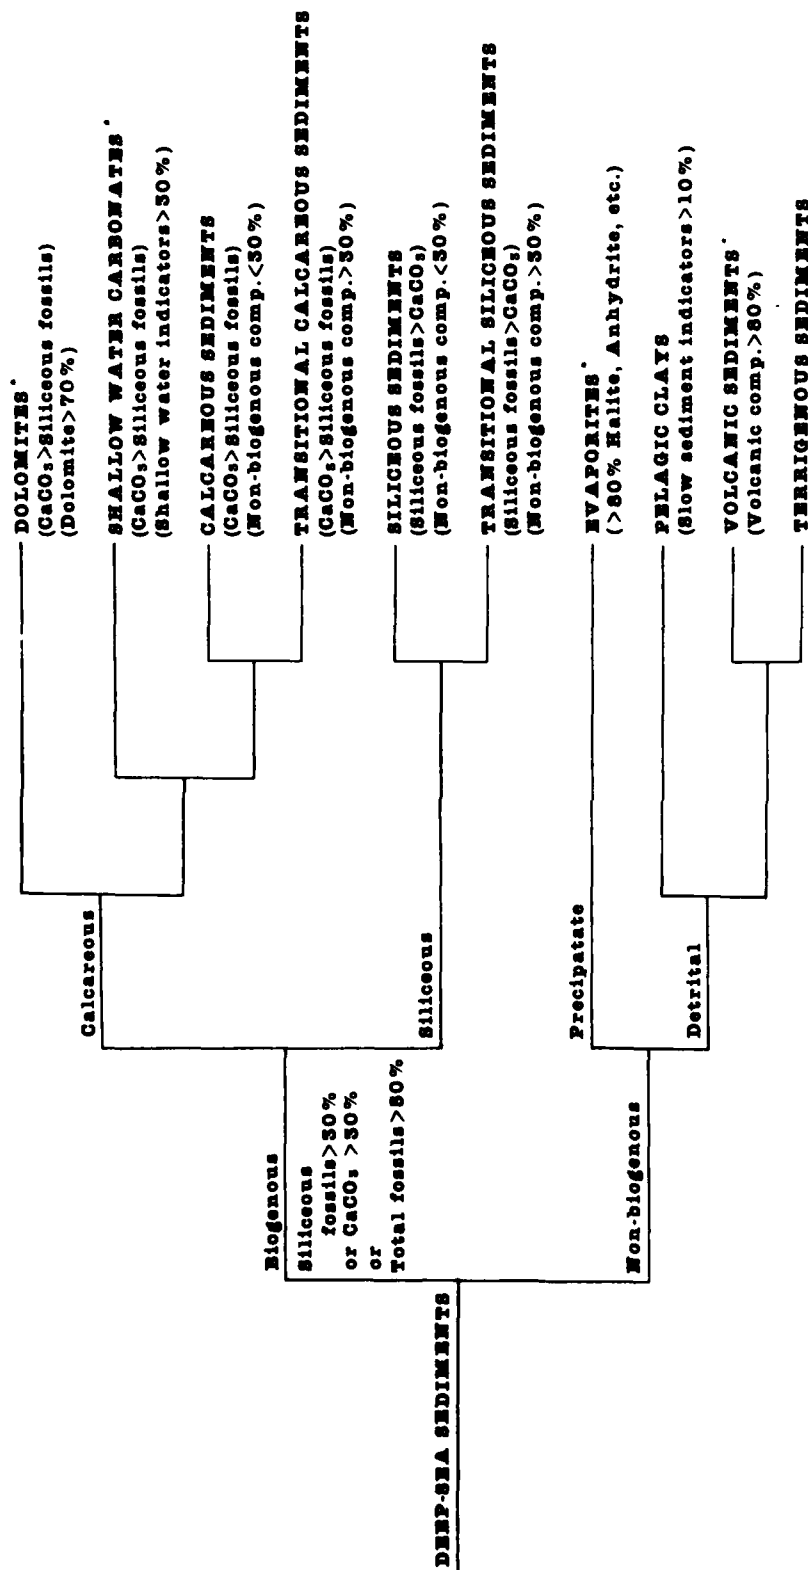 DEEP-SEA SEDIMENTS
Biogenous
Siliceous
fossils>30%
or CaCO₃ >30%
or
Total fossils>50%
Non-biogenous
Calcareous
Siliceous
Precipatate
Detrital
DOLOMITES*
(CaCO₃>Siliceous fossils)
(Dolomite>70%)
SHALLOW WATER CARBONATES*
(CaCO₃>Siliceous fossils)
(Shallow water indicators>30%)
CALCAREOUS SEDIMENTS
(CaCO₃>Siliceous fossils)
(Non-biogenous comp.<30%)
TRANSITIONAL CALCAREOUS SEDIMENTS
(CaCO₃>Siliceous fossils)
(Non-biogenous comp.>30%)
SILICEOUS SEDIMENTS
(Siliceous fossils>CaCO₃)
(Non-biogenous comp.<30%)
TRANSITIONAL SILICEOUS SEDIMENTS
(Siliceous fossils>CaCO₃)
(Non-biogenous comp.>30%)
EVAPORITES*
(>80% Halite, Anhydrite, etc.)
PELAGIC CLAYS
(Slow sediment indicators>10%)
VOLCANIC SEDIMENTS*
(Volcanic comp.>80%)
TERRIGENOUS SEDIMENTS